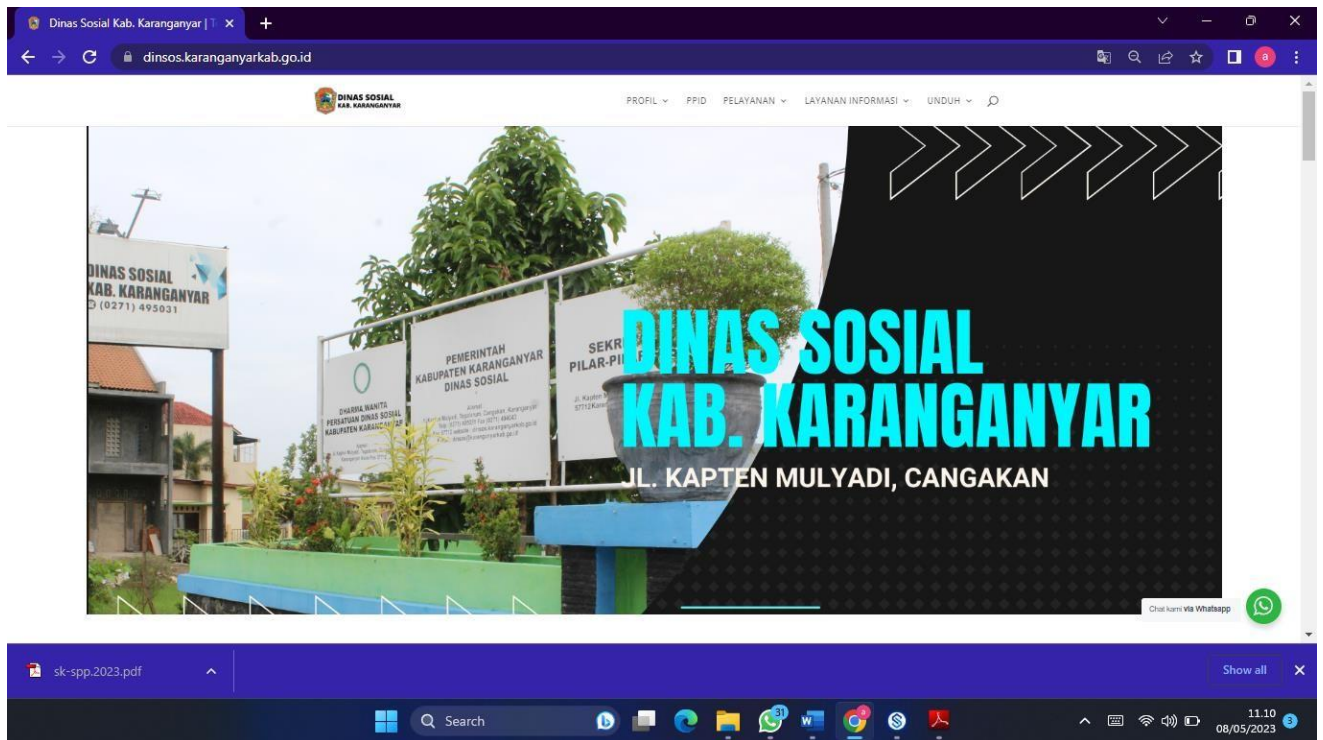 Dinas Sosial Kab. Karanganyar | T
dinsos.karanganyarkab.go.id
a
DINAS SOSIAL
KAB. KARANGANYAR
PROFIL PPID PELAYANAN LAYANAN INFORMASI UNDUH
DINAS SOSIAL
KAB. KARANGANYAR
(0271) 495031
DHARMA WANITA
PERSATUAN DINAS SOSIAL
KABUPATEN KARANGANYAR
PEMERINTAH
KABUPATEN KARANGANYAR
DINAS SOSIAL
SEKR
PILAR-PI
DINAS SOSIAL
KAB. KARANGANYAR
JL. KAPTEN MULYADI, CANGAKAN
Chat kami via Whatsapp
sk-spp.2023.pdf
Show all
Search
31
11.10
08/05/2023
3